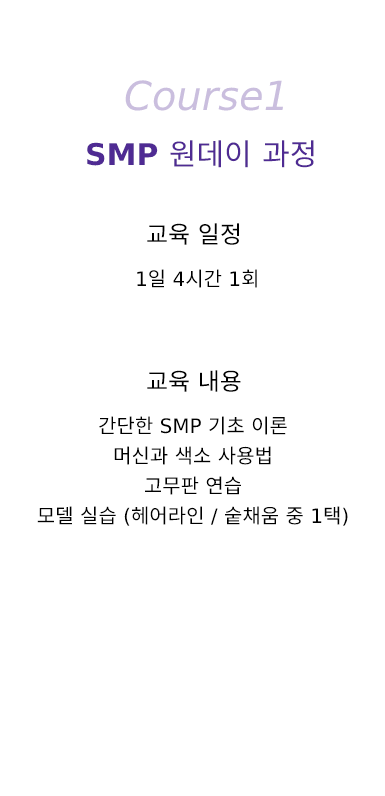 Course1
SMP 원데이 과정
교육 일정
1일 4시간 1회
교육 내용
간단한 SMP 기초 이론
머신과 색소 사용법
고무판 연습
모델 실습 (헤어라인 / 숱채움 중 1택)